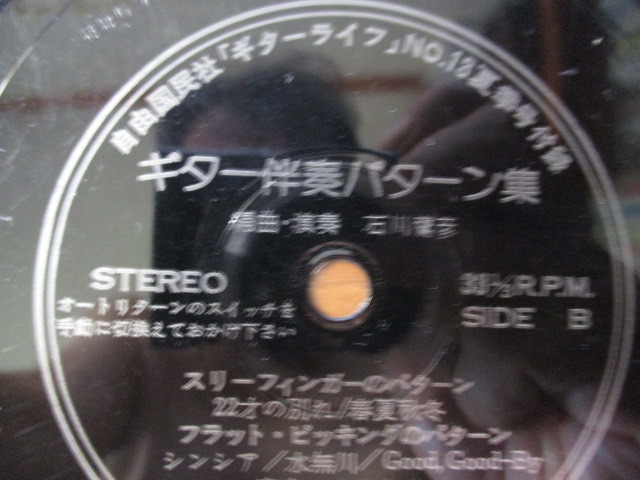 自由国民社「ギターライフ」NO.13夏季号付録
ギター伴奏パターン集
編曲・演奏 石川鷹彦
STEREO
33⅓R.P.M.
オートリターンのスイッチを
手動に切換えておかけ下さい
SIDE B
スリーフィンガーのパターン
22才の別れ/春夏秋冬
フラット・ピッキングのパターン
シンシア/水無川/Good, Good-By